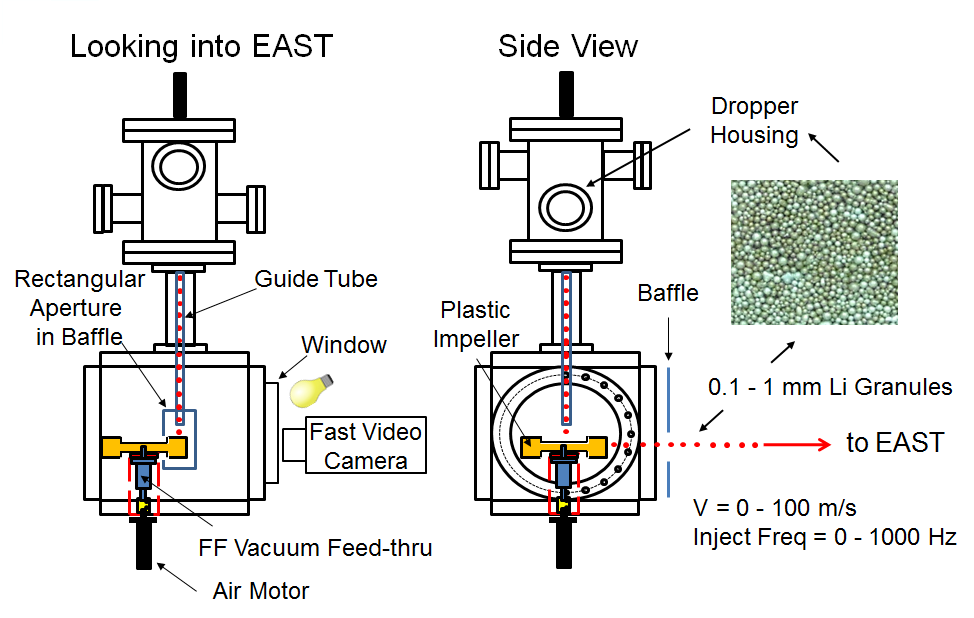 Looking into EAST
Side View
Dropper
Housing
Rectangular
Aperture
in Baffle
Guide Tube
Window
Fast Video
Camera
FF Vacuum Feed-thru
Air Motor
Plastic
Impeller
Baffle
0.1 - 1 mm Li Granules
to EAST
V = 0 - 100 m/s
Inject Freq = 0 - 1000 Hz